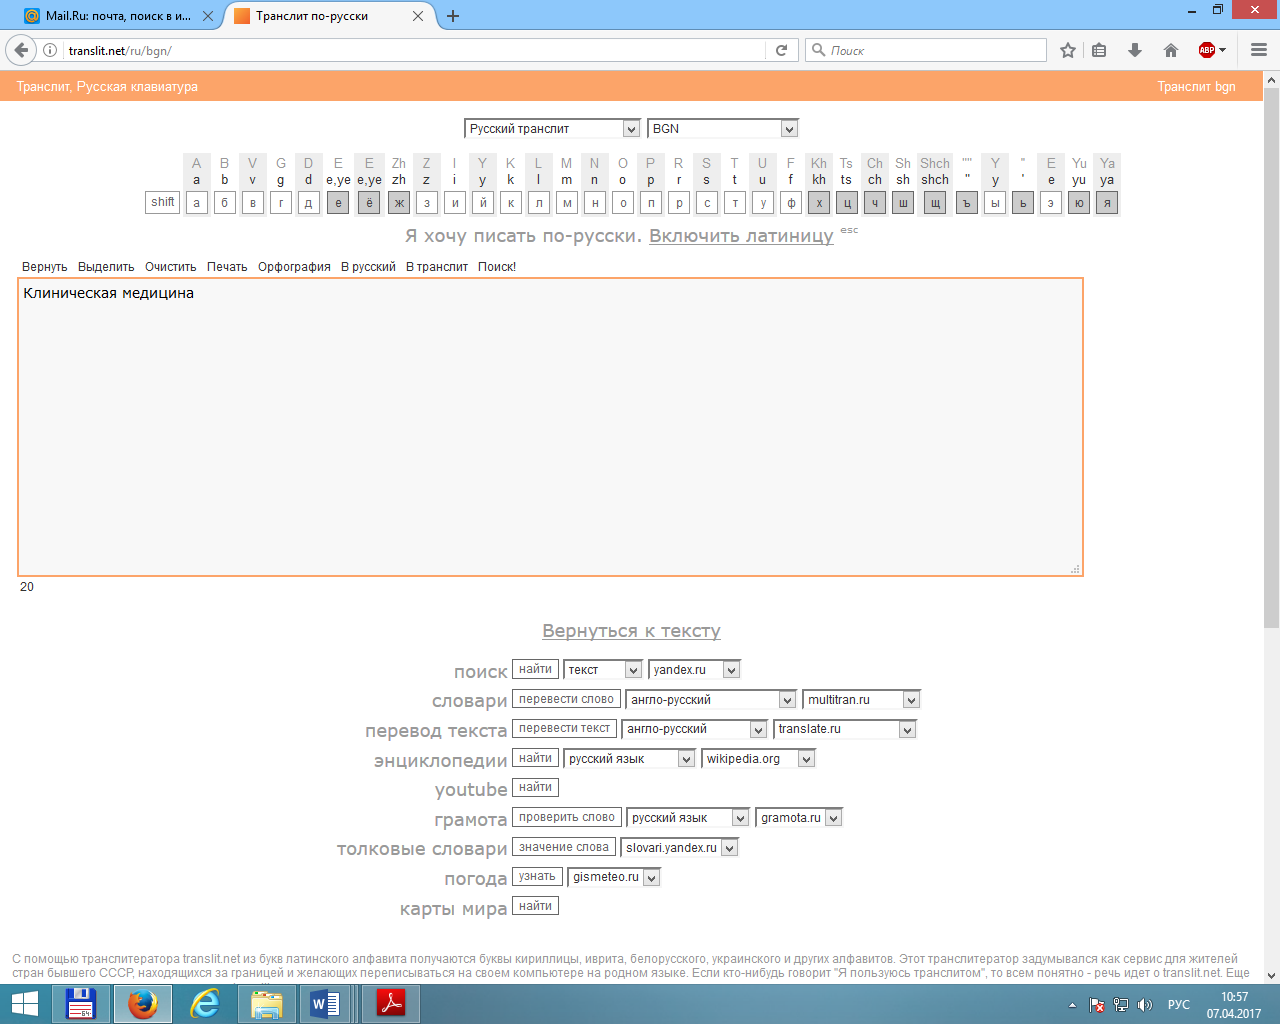 Mail.Ru: почта, поиск в и...
Транслит по-русски
translit.net/ru/bgn/
Поиск
ABP
Транслит, Русская клавиатура
Транслит bgn
Русский транслит
BGN
A B V G D E E Zh Z I Y K L M N O P R S T U F Kh Ts Ch Sh Shch "" Y " E Yu Ya
a b v g d e,ye e,ye zh z i y k l m n o p r s t u f kh ts ch sh shch " y ' e yu ya
shift а б в г д е ё ж з и й к л м н о п р с т у ф х ц ч ш щ ъ ы ь э ю я
Я хочу писать по-русски. Включить латиницу esc
Вернуть Выделить Очистить Печать Орфография В русский В транслит Поиск!
Клиническая медицина
20
Вернуться к тексту
поиск найти текст yandex.ru
словари перевести слово англо-русский multitran.ru
перевод текста перевести текст англо-русский translate.ru
энциклопедии найти русский язык wikipedia.org
youtube найти
грамота проверить слово русский язык gramota.ru
толковые словари значение слова slovari.yandex.ru
погода узнать gismeteo.ru
карты мира найти
С помощью транслитератора translit.net из букв латинского алфавита получаются буквы кириллицы, иврита, белорусского, украинского и других алфавитов. Этот транслитератор задумывался как сервис для жителей
стран бывшего СССР, находящихся за границей и желающих переписываться на своем компьютере на родном языке. Если кто-нибудь говорит "Я пользуюсь транслитом", то всем понятно - речь идет о translit.net. Еще
64
РУС
10:57
07.04.2017